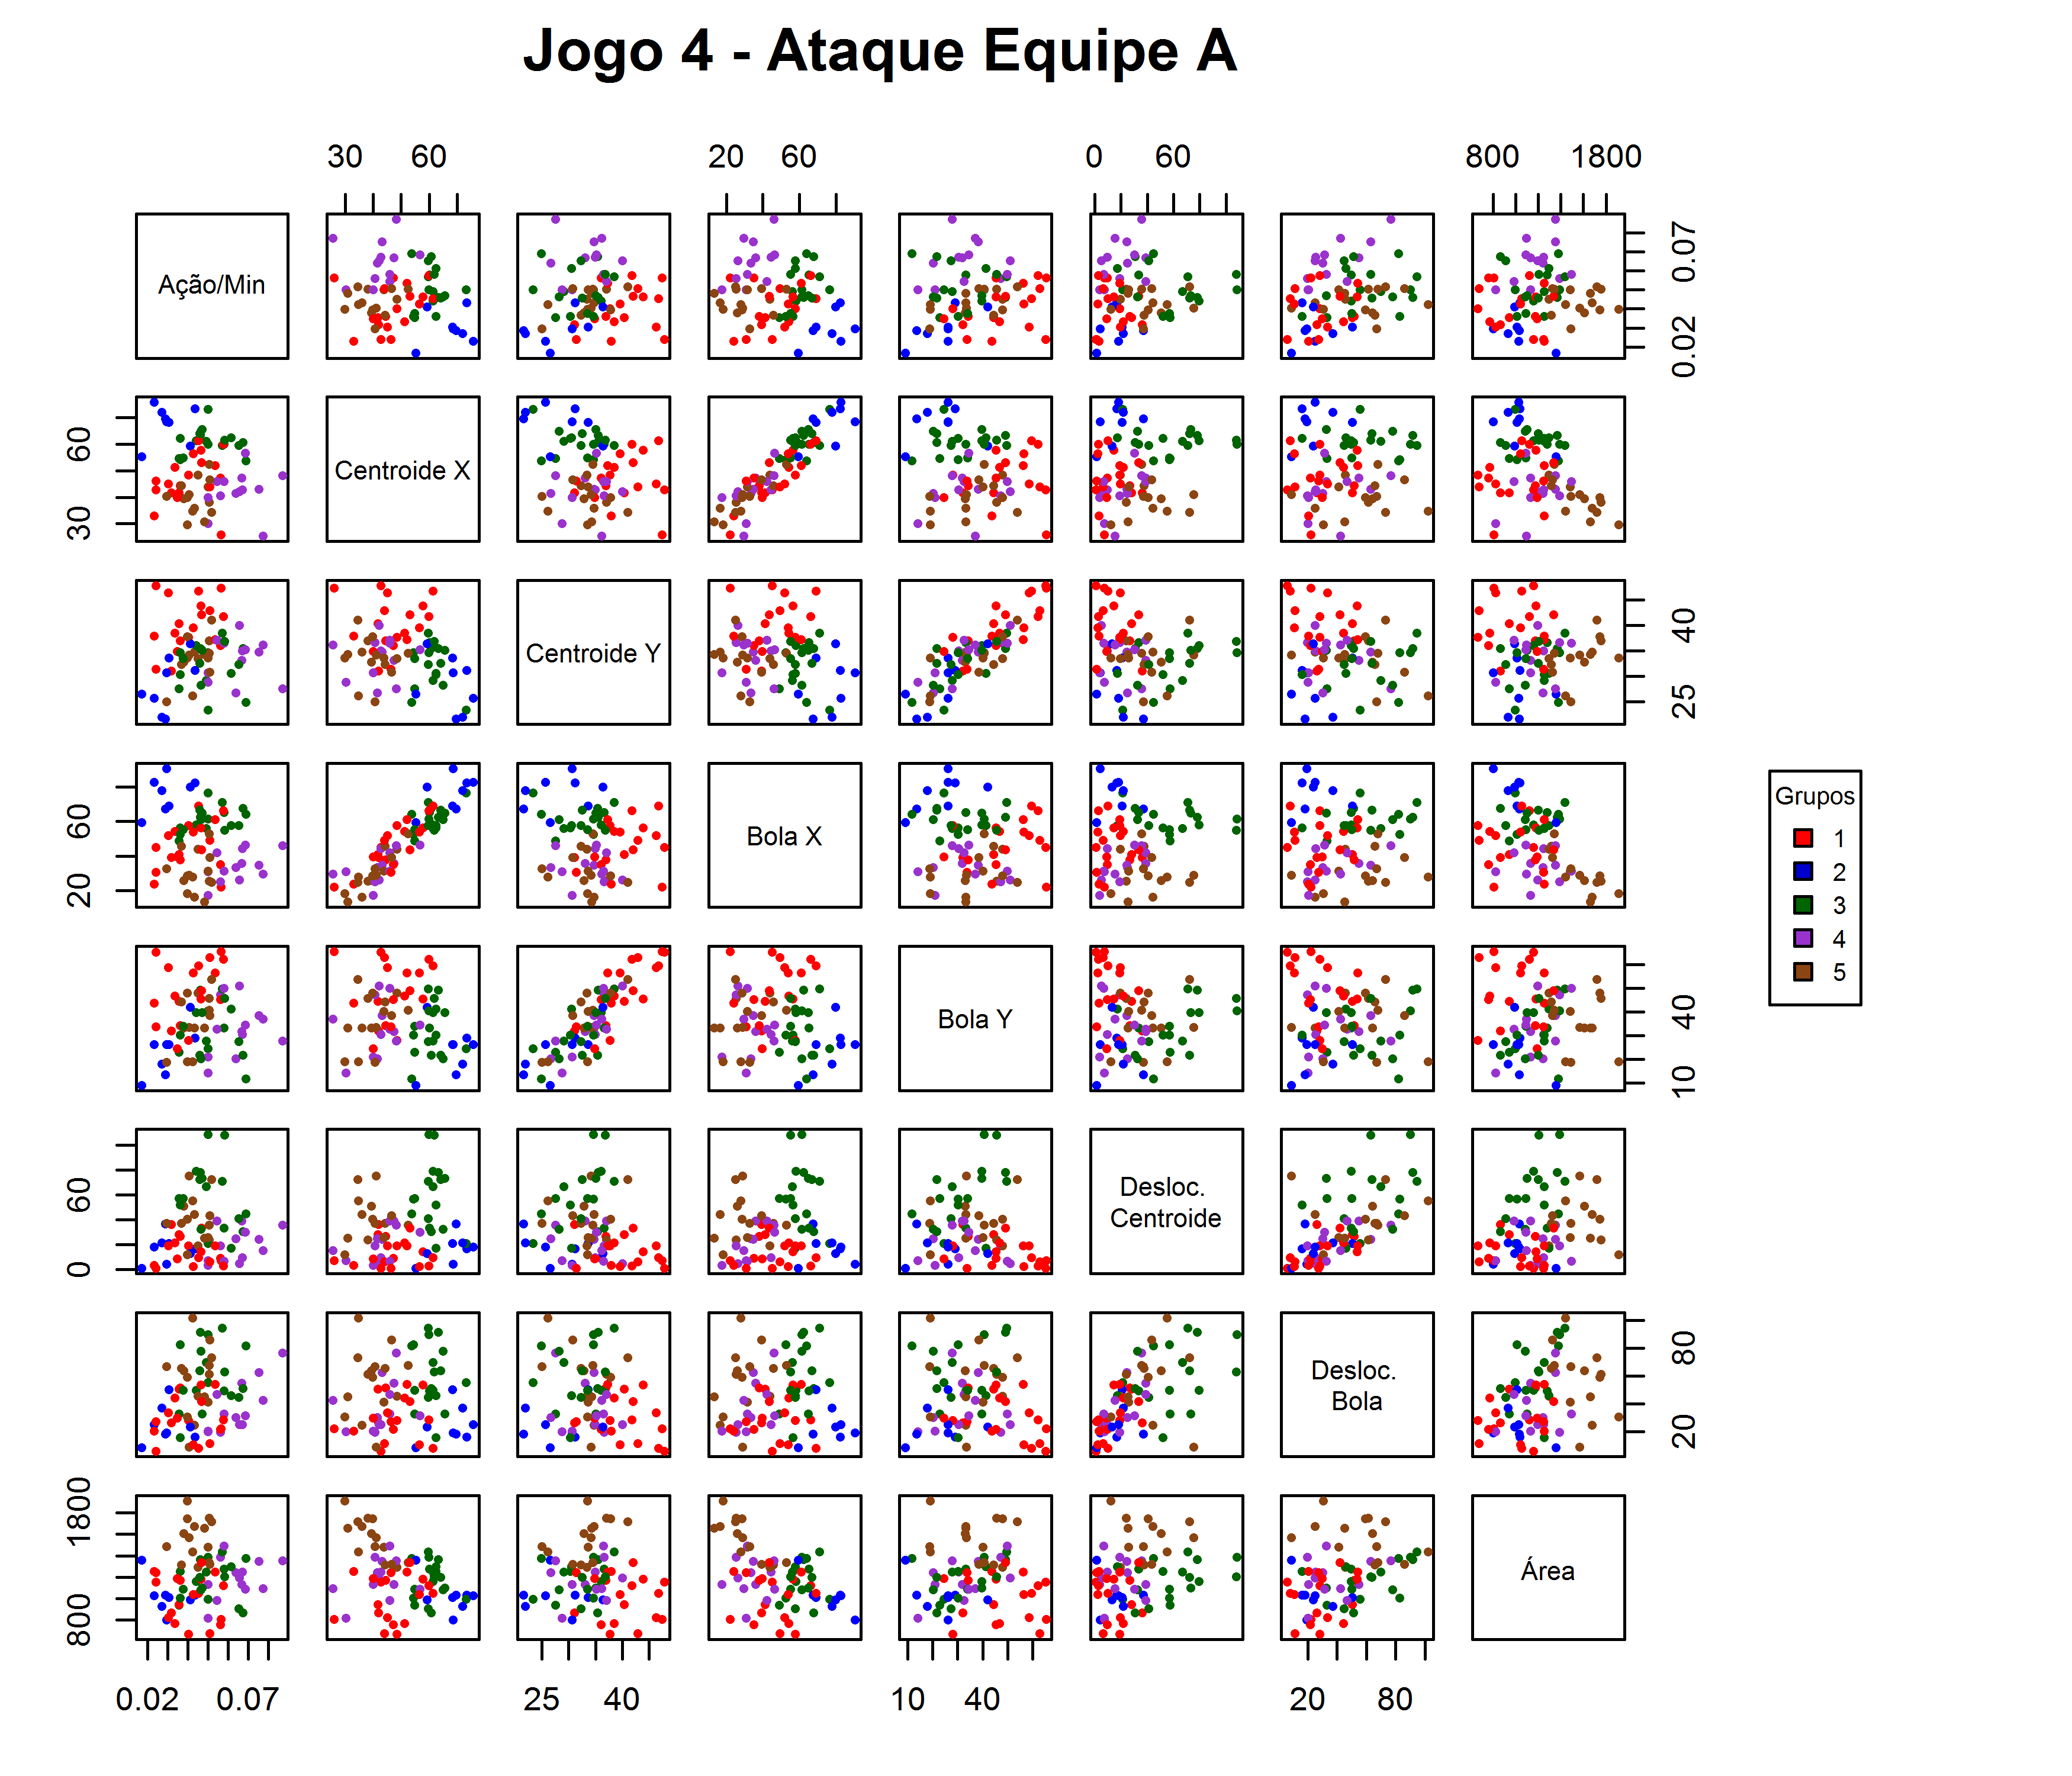 Jogo 4 - Ataque Equipe A
30 60 20 60 0 60 800 1800
Ação/Min
0.02 0.07
30 60
Centroide X
Centroide Y
25 40
20 60
Bola X
Grupos
1
2
3
4
5
Bola Y
10 40
0 60
Desloc.
Centroide
Desloc.
Bola
20 80
800 1800
Área
0.02 0.07 25 40 10 40 20 80